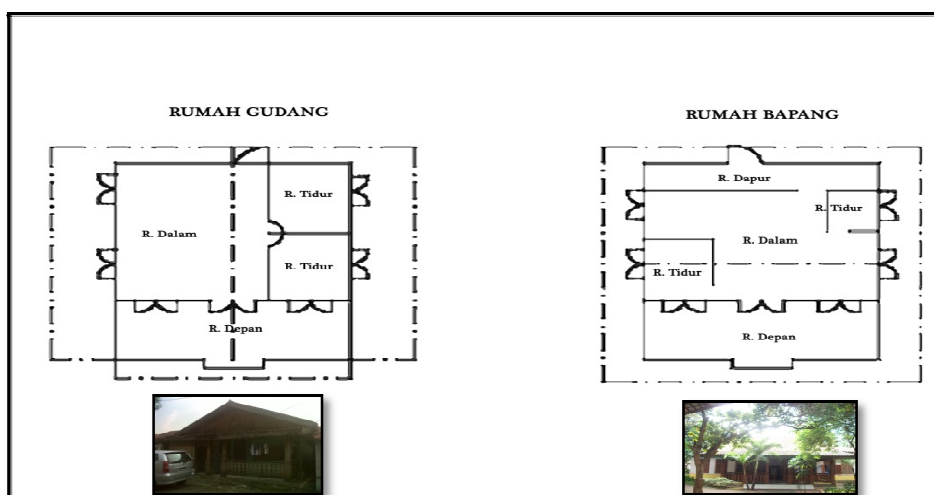 RUMAH GUDANG
R. Tidur
R. Dalam
R. Tidur
R. Depan
RUMAH BAPANG
R. Dapur
R. Tidur
R. Dalam
R. Tidur
R. Depan